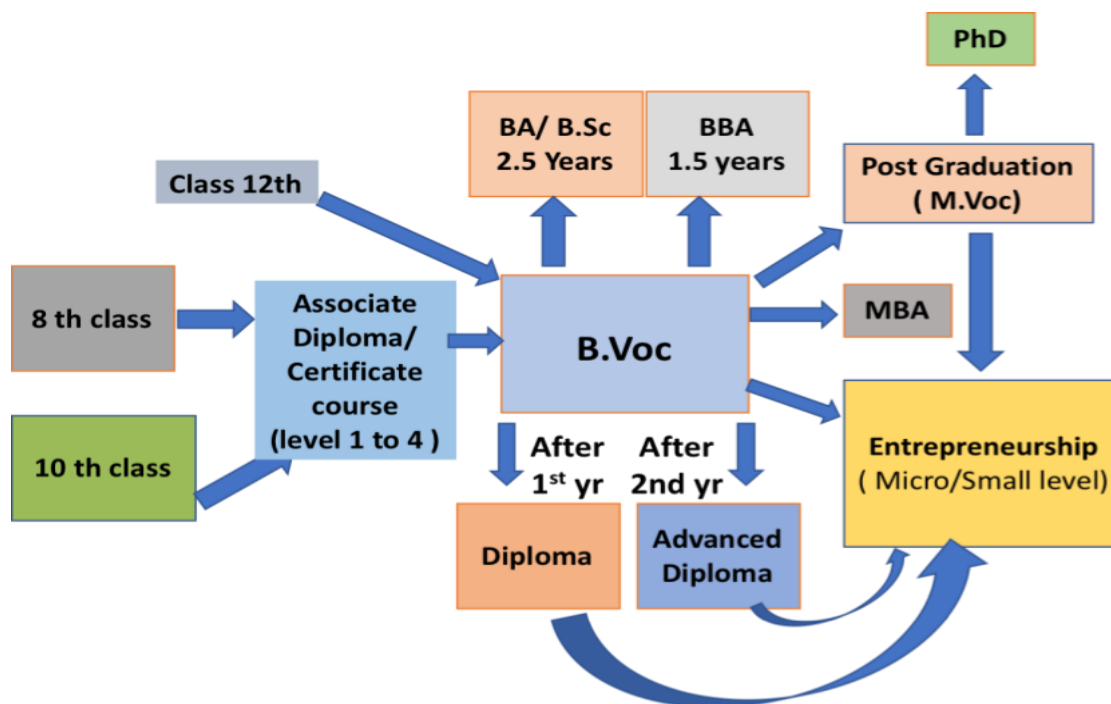 PhD
BA/ B.Sc
2.5 Years
BBA
1.5 years
Post Graduation
( M.Voc)
Class 12th
8 th class
Associate
Diploma/
Certificate
course
(level 1 to 4 )
B.Voc
MBA
10 th class
After
1st yr
After
2nd yr
Entrepreneurship
( Micro/Small level)
Diploma
Advanced
Diploma